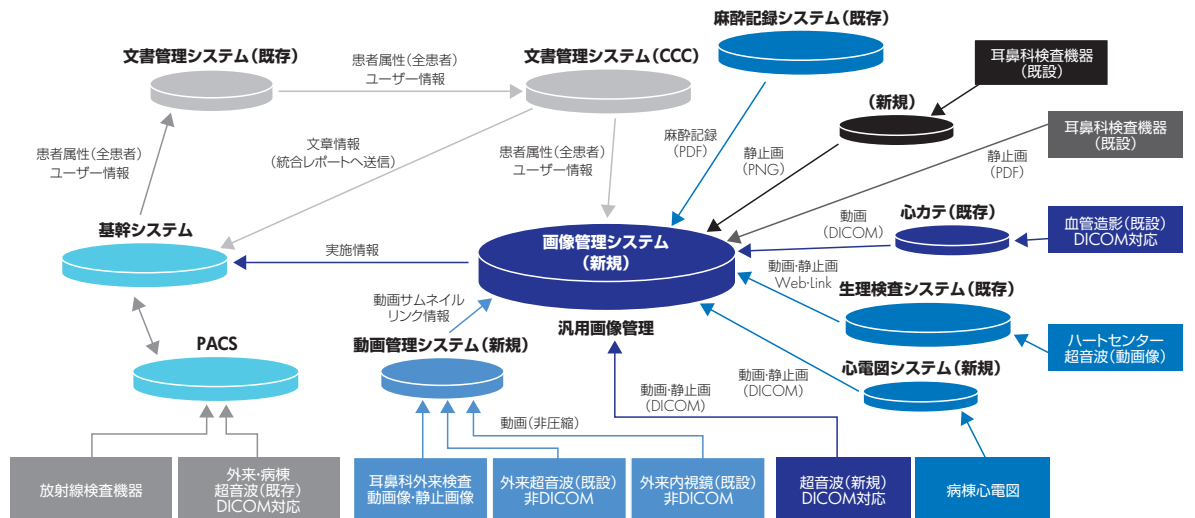 麻酔記録システム(既存)
文書管理システム(既存)
患者属性(全患者)
ユーザー情報
文書管理システム(CCC)
耳鼻科検査機器
(既設)
(新規)
耳鼻科検査機器
(既設)
患者属性(全患者)
ユーザー情報
文章情報
(統合レポートへ送信)
患者属性(全患者)
ユーザー情報
麻酔記録
(PDF)
静止画
(PNG)
静止画
(PDF)
基幹システム
実施情報
画像管理システム
(新規)
動画
(DICOM)
心カテ(既存)
血管造影(既設)
DICOM対応
動画・静止画
Web-Link
生理検査システム(既存)
動画サムネイル
リンク情報
汎用画像管理
PACS
動画管理システム(新規)
ハートセンター
超音波(動画像)
心電図システム(新規)
動画・静止画
(DICOM)
動画・静止画
(DICOM)
動画(非圧縮)
放射線検査機器
外来・病棟
超音波(既存)
DICOM対応
耳鼻科外来検査
動画像・静止画像
外来超音波(既設)
非DICOM
外来内視鏡(既設)
非DICOM
超音波(新規)
DICOM対応
病棟心電図